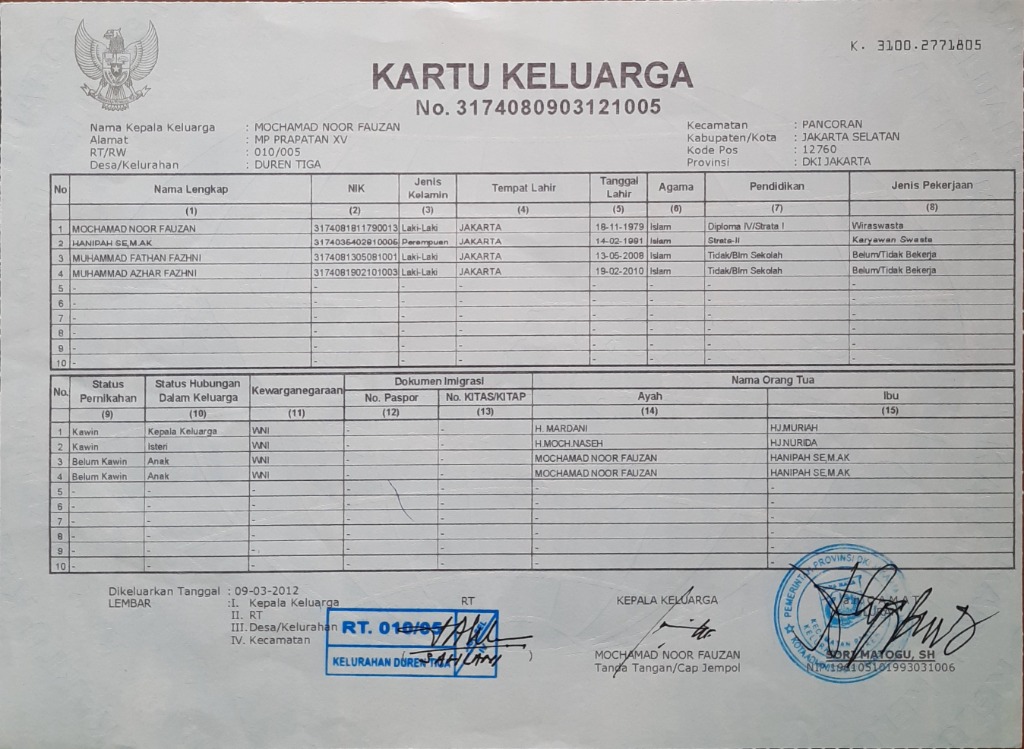 K. 3100.2771805
KARTU KELUARGA
No. 3174080903121005
Nama Kepala Keluarga : MOCHAMAD NOOR FAUZAN
Alamat : MP PRAPATAN XV
RT/RW : 010/005
Desa/Kelurahan : DUREN TIGA
Kecamatan : PANCORAN
Kabupaten/Kota : JAKARTA SELATAN
Kode Pos : 12760
Provinsi : DKI JAKARTA
No Nama Lengkap NIK Jenis Kelamin Tempat Lahir Tanggal Lahir Agama Pendidikan Jenis Pekerjaan
(1) (2) (3) (4) (5) (6) (7) (8)
1 MOCHAMAD NOOR FAUZAN 3174081811790013 Laki-Laki JAKARTA 18-11-1979 Islam Diploma IV/Strata I Wiraswasta
2 HANIPAH SE,M.AK 3174035402910005 Perempuan JAKARTA 14-02-1991 Islam Strata-II Karyawan Swasta
3 MUHAMMAD FATHAN FAZHNI 3174081305081001 Laki-Laki JAKARTA 13-05-2008 Islam Tidak/Blm Sekolah Belum/Tidak Bekerja
4 MUHAMMAD AZHAR FAZHNI 3174081902101003 Laki-Laki JAKARTA 19-02-2010 Islam Tidak/Blm Sekolah Belum/Tidak Bekerja
5 - - - - - - - -
6 - - - - - - - -
7 - - - - - - - -
8 - - - - - - - -
9 - - - - - - - -
10 - - - - - - - -
No. Status Pernikahan Status Hubungan Dalam Keluarga Kewarganegaraan Dokumen Imigrasi Nama Orang Tua
No. Paspor No. KITAS/KITAP Ayah Ibu
(9) (10) (11) (12) (13) (14) (15)
1 Kawin Kepala Keluarga WNI - - H. MARDANI HJ.MURIAH
2 Kawin Isteri WNI - - H.MOCH.NASEH HJ.NURIDA
3 Belum Kawin Anak WNI - - MOCHAMAD NOOR FAUZAN HANIPAH SE,M.AK
4 Belum Kawin Anak WNI - - MOCHAMAD NOOR FAUZAN HANIPAH SE,M.AK
5 - - - - - - -
6 - - - - - - -
7 - - - - - - -
8 - - - - - - -
9 - - - - - - -
10 - - - - - - -
Dikeluarkan Tanggal : 09-03-2012
LEMBAR : I. Kepala Keluarga
II. RT
III. Desa/Kelurahan
IV. Kecamatan
RT
RT. 010/05
KELURAHAN DUREN TIGA
KEPALA KELUARGA
MOCHAMAD NOOR FAUZAN
Tanda Tangan/Cap Jempol
PEMERINTAH PROVINSI DKI
SORI MATOGU, SH